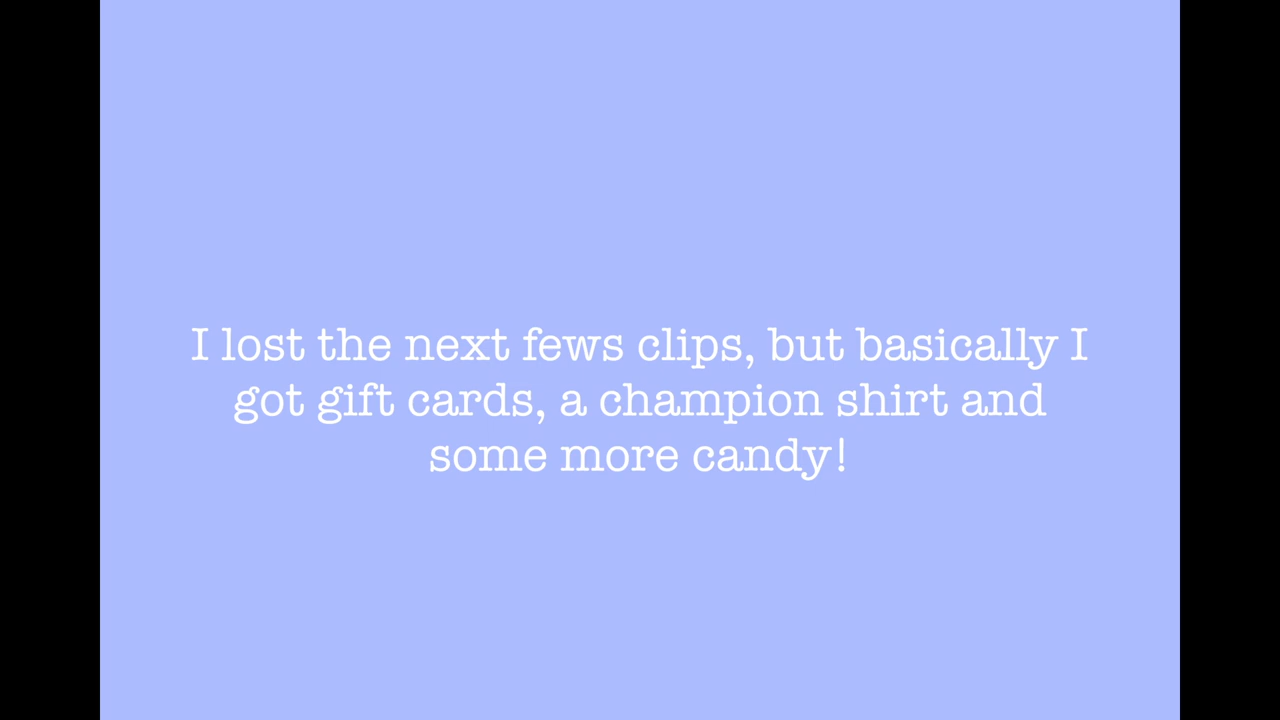 I lost the next fews clips, but basically I
got gift cards, a champion shirt and
some more candy!